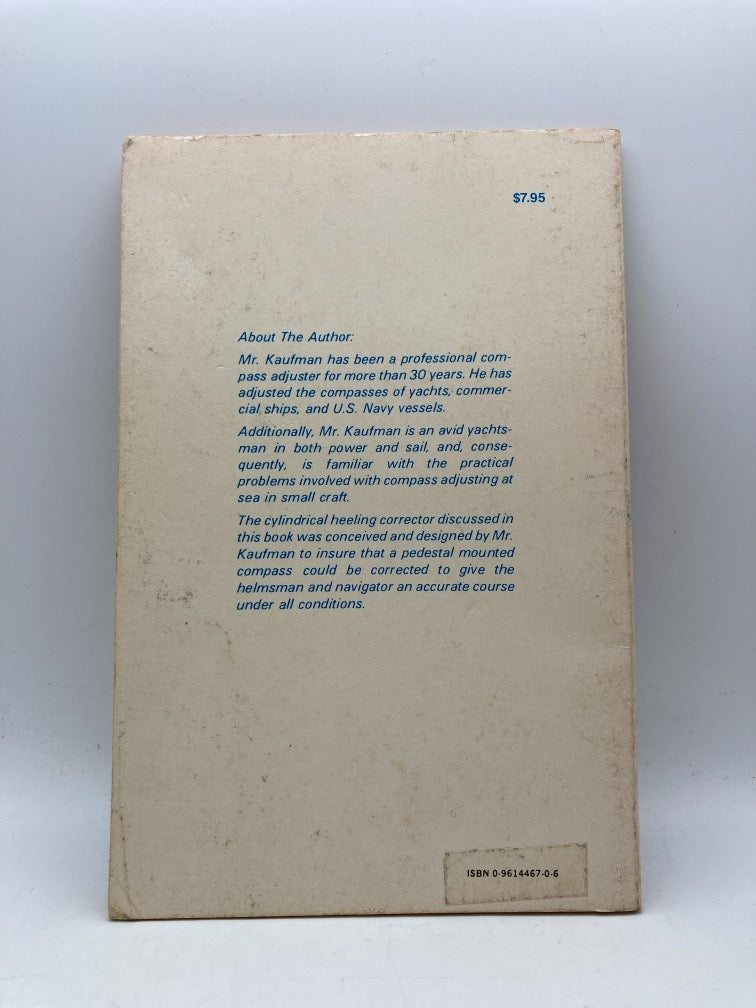 $7.95
About The Author:
Mr. Kaufman has been a professional com-
pass adjuster for more than 30 years. He has
adjusted the compasses of yachts, commer-
cial ships, and U.S. Navy vessels.
Additionally, Mr. Kaufman is an avid yachts-
man in both power and sail, and, conse-
quently, is familiar with the practical
problems involved with compass adjusting at
sea in small craft.
The cylindrical heeling corrector discussed in
this book was conceived and designed by Mr.
Kaufman to insure that a pedestal mounted
compass could be corrected to give the
helmsman and navigator an accurate course
under all conditions.
ISBN 0-9614467-0-6